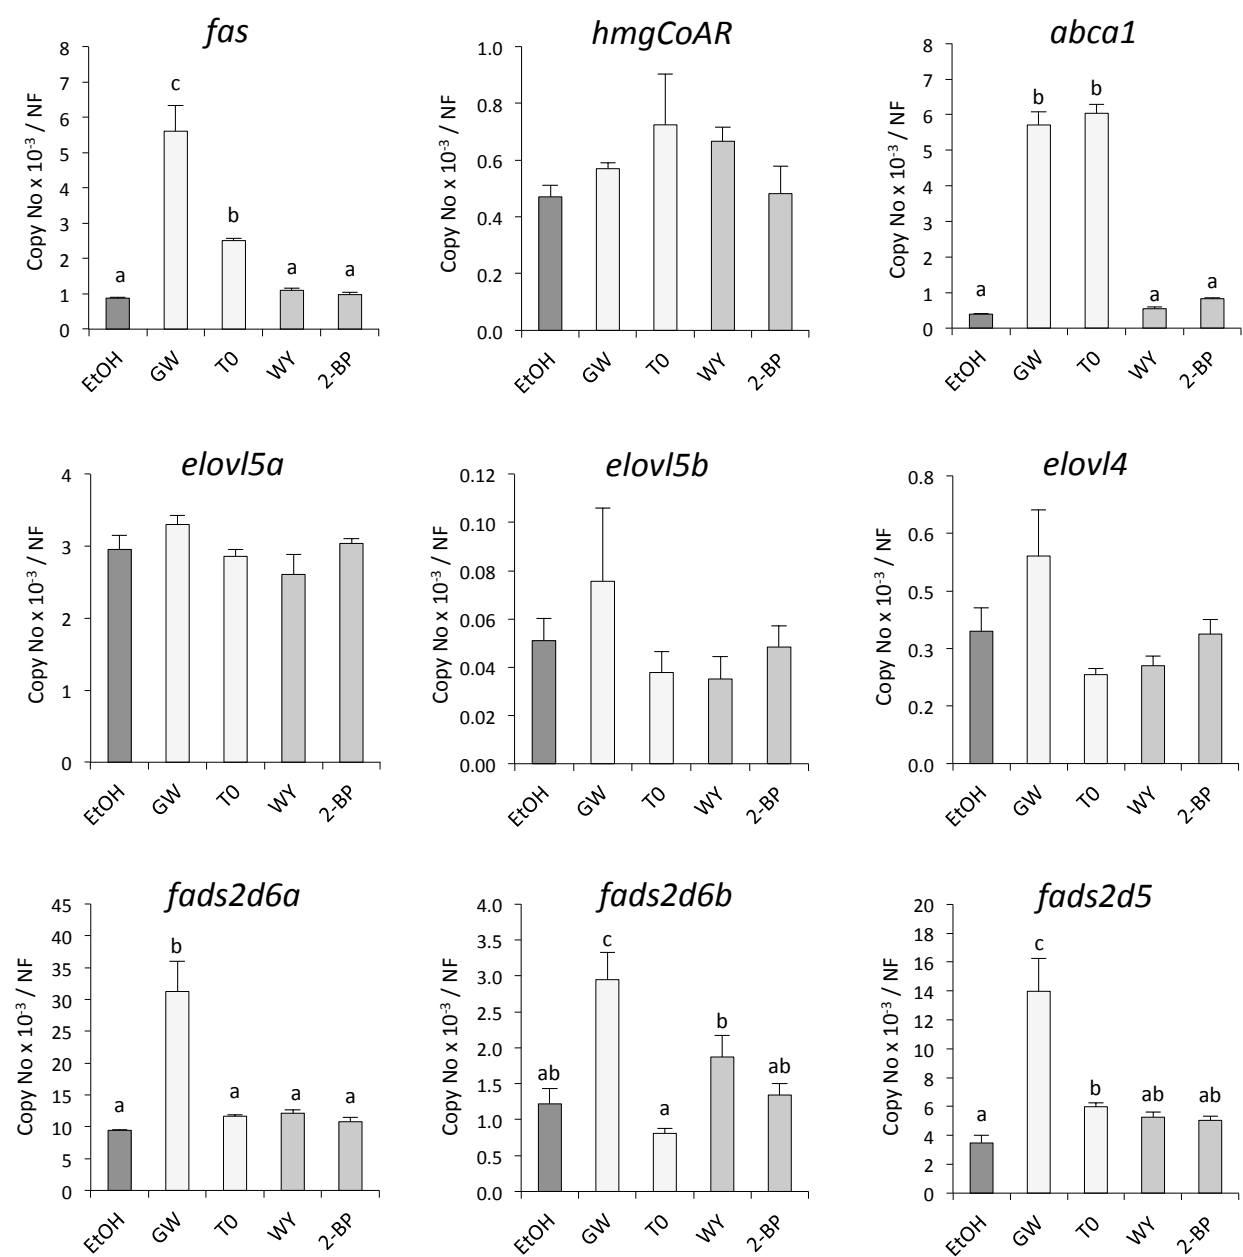 fas
8
7
6
5
4
3
2
1
0
Copy No x 10⁻³ / NF
a
c
b
a
a
EtOH
GW
T0
WY
2-BP
hmgCoAR
1.0
0.8
0.6
0.4
0.2
0.0
Copy No x 10⁻³ / NF
EtOH
GW
T0
WY
2-BP
abca1
8
7
6
5
4
3
2
1
0
Copy No x 10⁻³ / NF
a
b
b
a
a
EtOH
GW
T0
WY
2-BP
elovl5a
4
3
2
1
0
Copy No x 10⁻³ / NF
EtOH
GW
T0
WY
2-BP
elovl5b
0.12
0.10
0.08
0.06
0.04
0.02
0.00
Copy No x 10⁻³ / NF
EtOH
GW
T0
WY
2-BP
elovl4
0.8
0.6
0.5
0.3
0.2
0.0
Copy No x 10⁻³ / NF
EtOH
GW
T0
WY
2-BP
fads2d6a
45
40
35
30
25
20
15
10
5
0
Copy No x 10⁻³ / NF
a
b
a
a
a
EtOH
GW
T0
WY
2-BP
fads2d6b
4.0
3.5
3.0
2.5
2.0
1.5
1.0
0.5
0.0
Copy No x 10⁻³ / NF
ab
c
a
b
ab
EtOH
GW
T0
WY
2-BP
fads2d5
20
18
16
14
12
10
8
6
4
2
0
Copy No x 10⁻³ / NF
a
c
b
ab
ab
EtOH
GW
T0
WY
2-BP